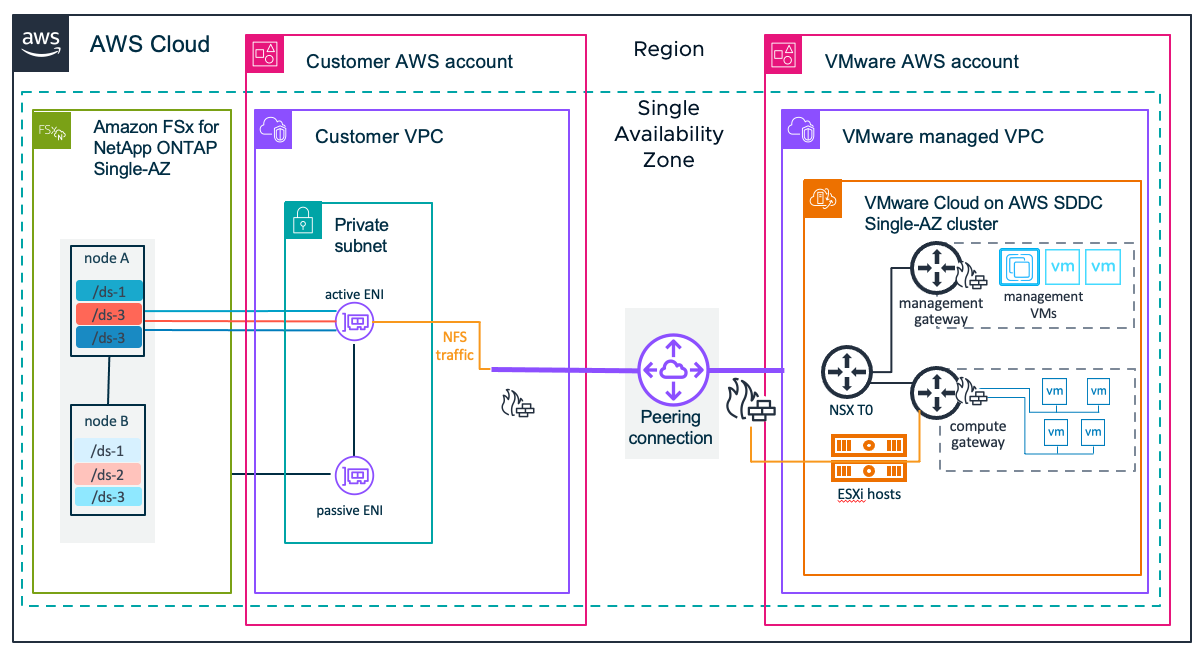 aws
AWS Cloud
Customer AWS account
Region
VMware AWS account
FSx
N
Amazon FSx for
NetApp ONTAP
Single-AZ
Customer VPC
Single
Availability
Zone
VMware managed VPC
Private
subnet
VMware Cloud on AWS SDDC
Single-AZ cluster
node A
/ds-1
/ds-3
/ds-3
active ENI
NFS
traffic
vm
vm
management
gateway
management
VMs
node B
/ds-1
/ds-2
/ds-3
passive ENI
Peering
connection
NSX T0
compute
gateway
vm
vm
vm
vm
ESXi hosts